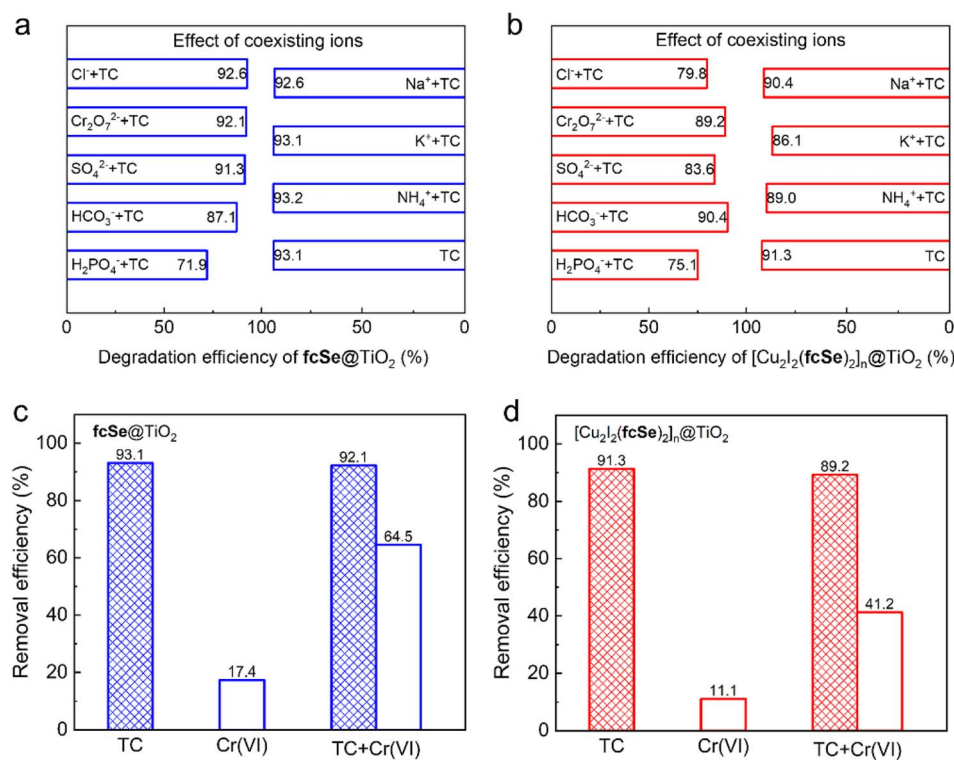 a
Effect of coexisting ions
Cl⁻+TC 92.6
92.6 Na⁺+TC
Cr₂O₇²⁻+TC 92.1
93.1 K⁺+TC
SO₄²⁻+TC 91.3
93.2 NH₄⁺+TC
HCO₃⁻+TC 87.1
93.1 TC
H₂PO₄⁻+TC 71.9
0 50 100 50 0
Degradation efficiency of fcSe@TiO₂ (%)
b
Effect of coexisting ions
Cl⁻+TC 79.8
90.4 Na⁺+TC
Cr₂O₇²⁻+TC 89.2
86.1 K⁺+TC
SO₄²⁻+TC 83.6
89.0 NH₄⁺+TC
HCO₃⁻+TC 90.4
91.3 TC
H₂PO₄⁻+TC 75.1
0 50 100 50 0
Degradation efficiency of [Cu₂I₂(fcSe)₂]ₙ@TiO₂ (%)
c
fcSe@TiO₂
Removal efficiency (%)
100
80
60
40
20
0
93.1
17.4
92.1
64.5
TC Cr(VI) TC+Cr(VI)
d
[Cu₂I₂(fcSe)₂]ₙ@TiO₂
Removal efficiency (%)
100
80
60
40
20
0
91.3
11.1
89.2
41.2
TC Cr(VI) TC+Cr(VI)